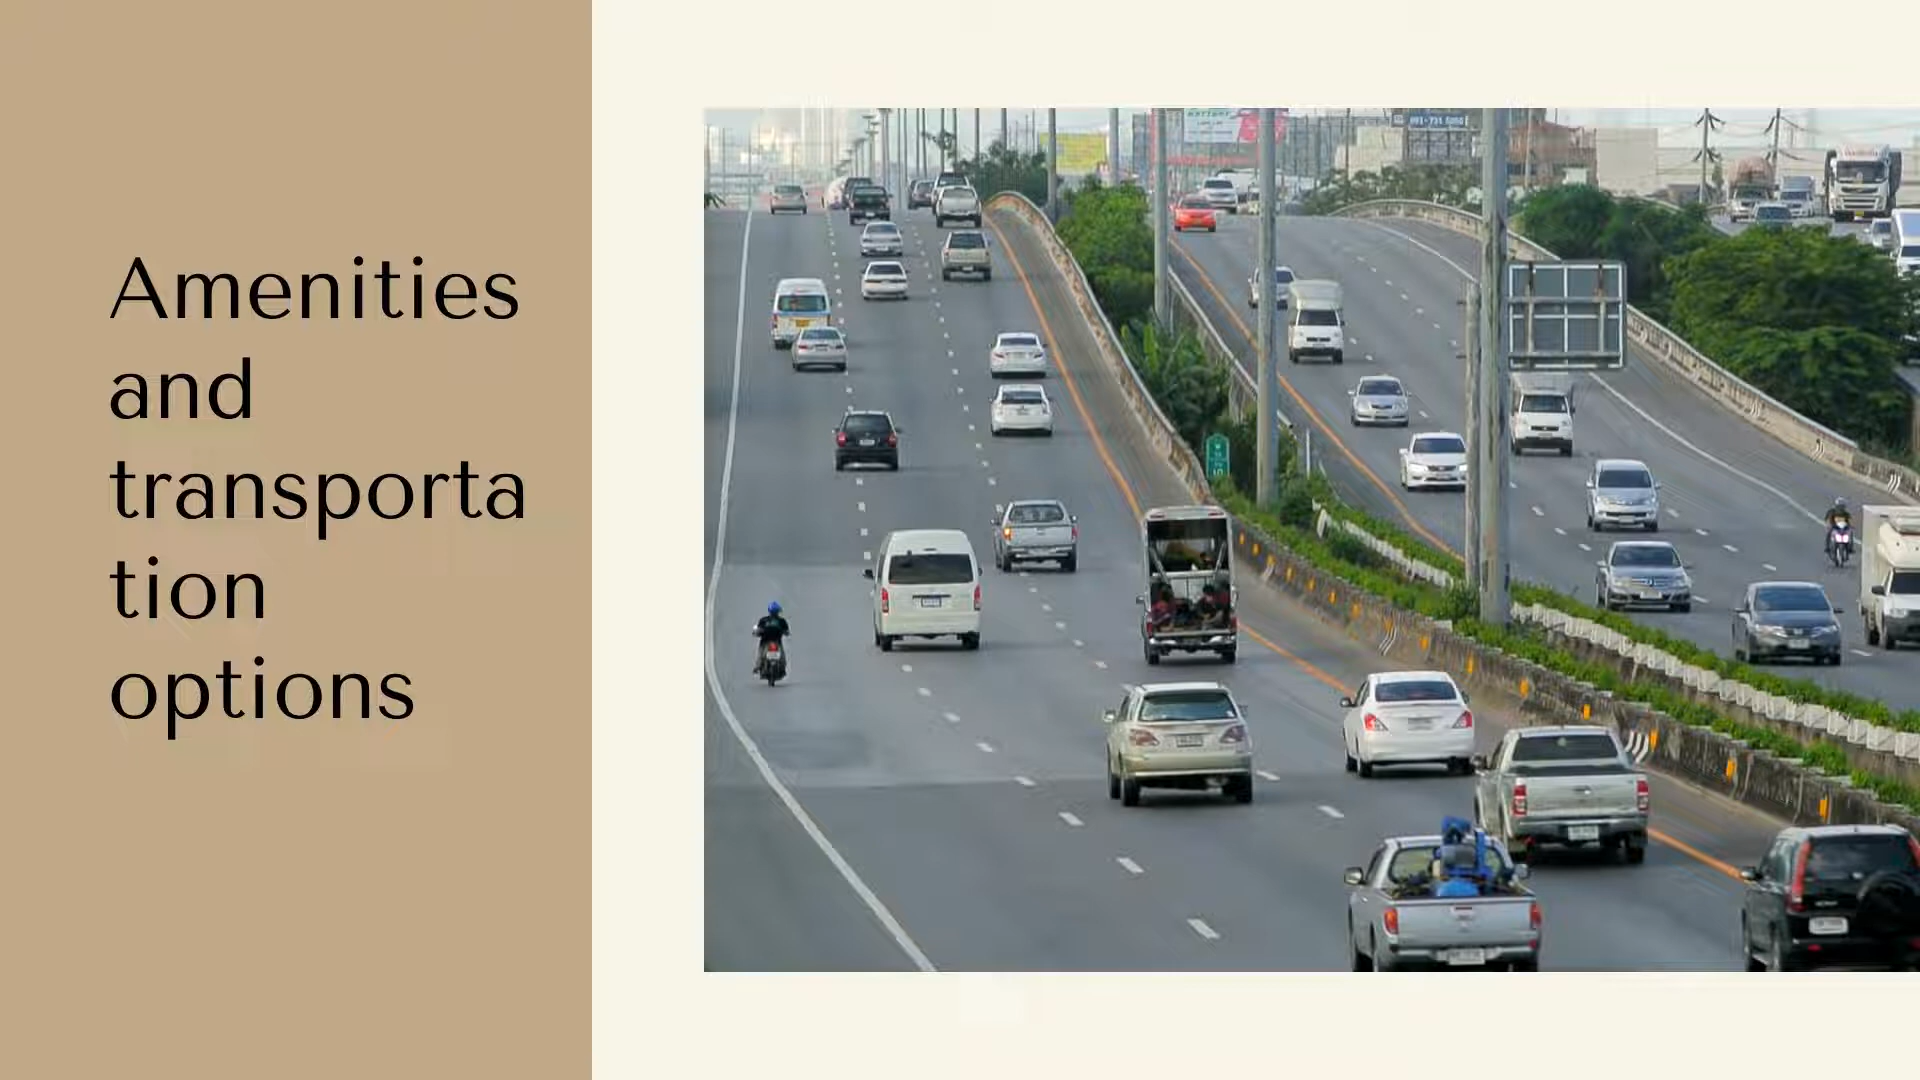 Amenities
and
transporta
tion
options